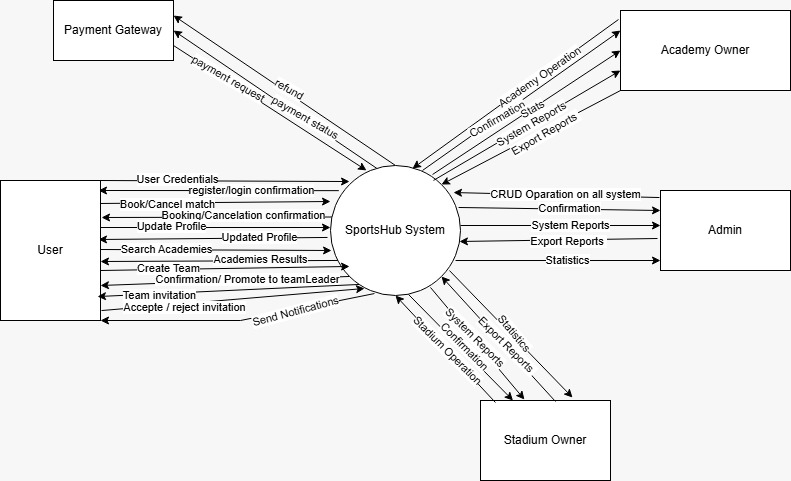 Payment Gateway
Academy Owner
refund
payment request
payment status
Academy Operation
Confirmation
Stats
System Reports
Export Reports
User Credentials
register/login confirmation
Book/Cancel match
Booking/Cancelation confirmation
Update Profile
Updated Profile
Search Academies
Academies Results
Create Team
Confirmation/ Promote to teamLeader
Team invitation
Accepte / reject invitation
Send Notifications
User
SportsHub System
CRUD Oparation on all system
Confirmation
System Reports
Export Reports
Statistics
Admin
Statistics
Export Reports
System Reports
Confirmation
Stadium Operation
Stadium Owner